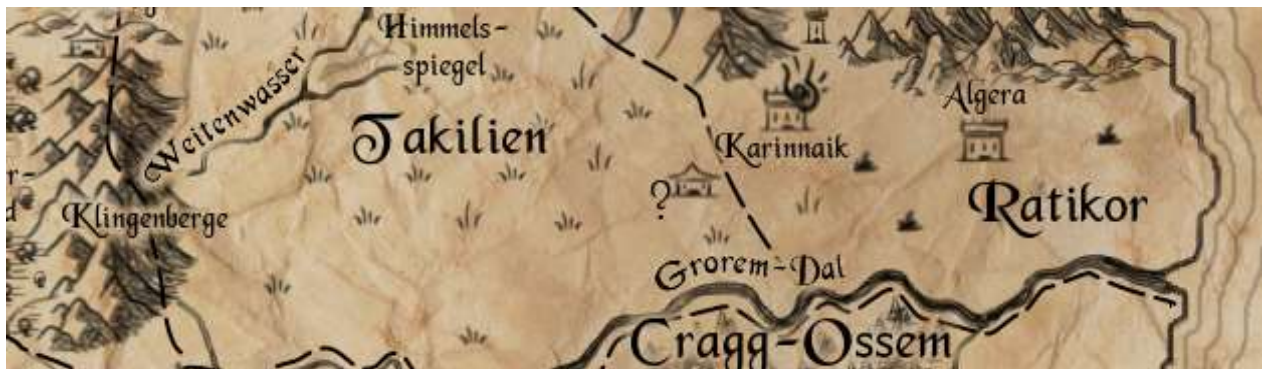 Himmels-
spiegel
Weitenwasser
Takilien
Algera
Karinnaik
?
Ratikor
Klingenberge
Grorem-Dal
Cragg-Ossem